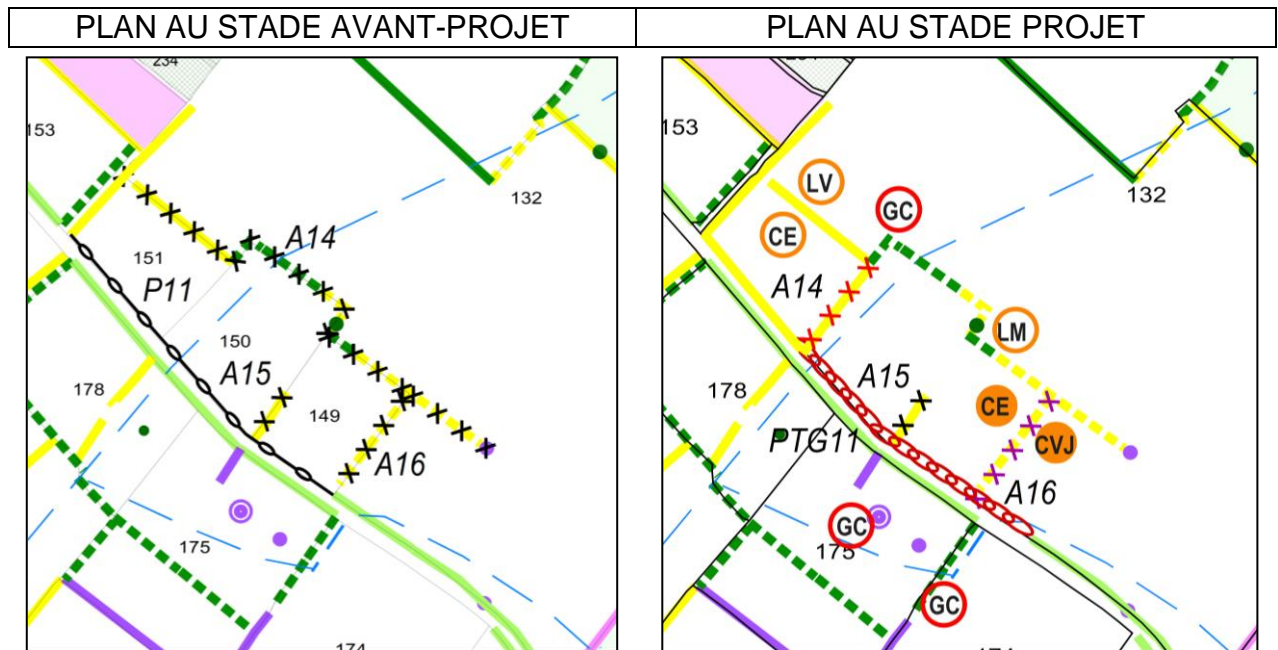 PLAN AU STADE AVANT-PROJET
PLAN AU STADE PROJET
234
153
132
A14
151
P11
150
A15
178
149
A16
175
153
LV
GC
132
CE
A14
LM
A15
178
CE
PTG11
CVJ
A16
GC
175
GC